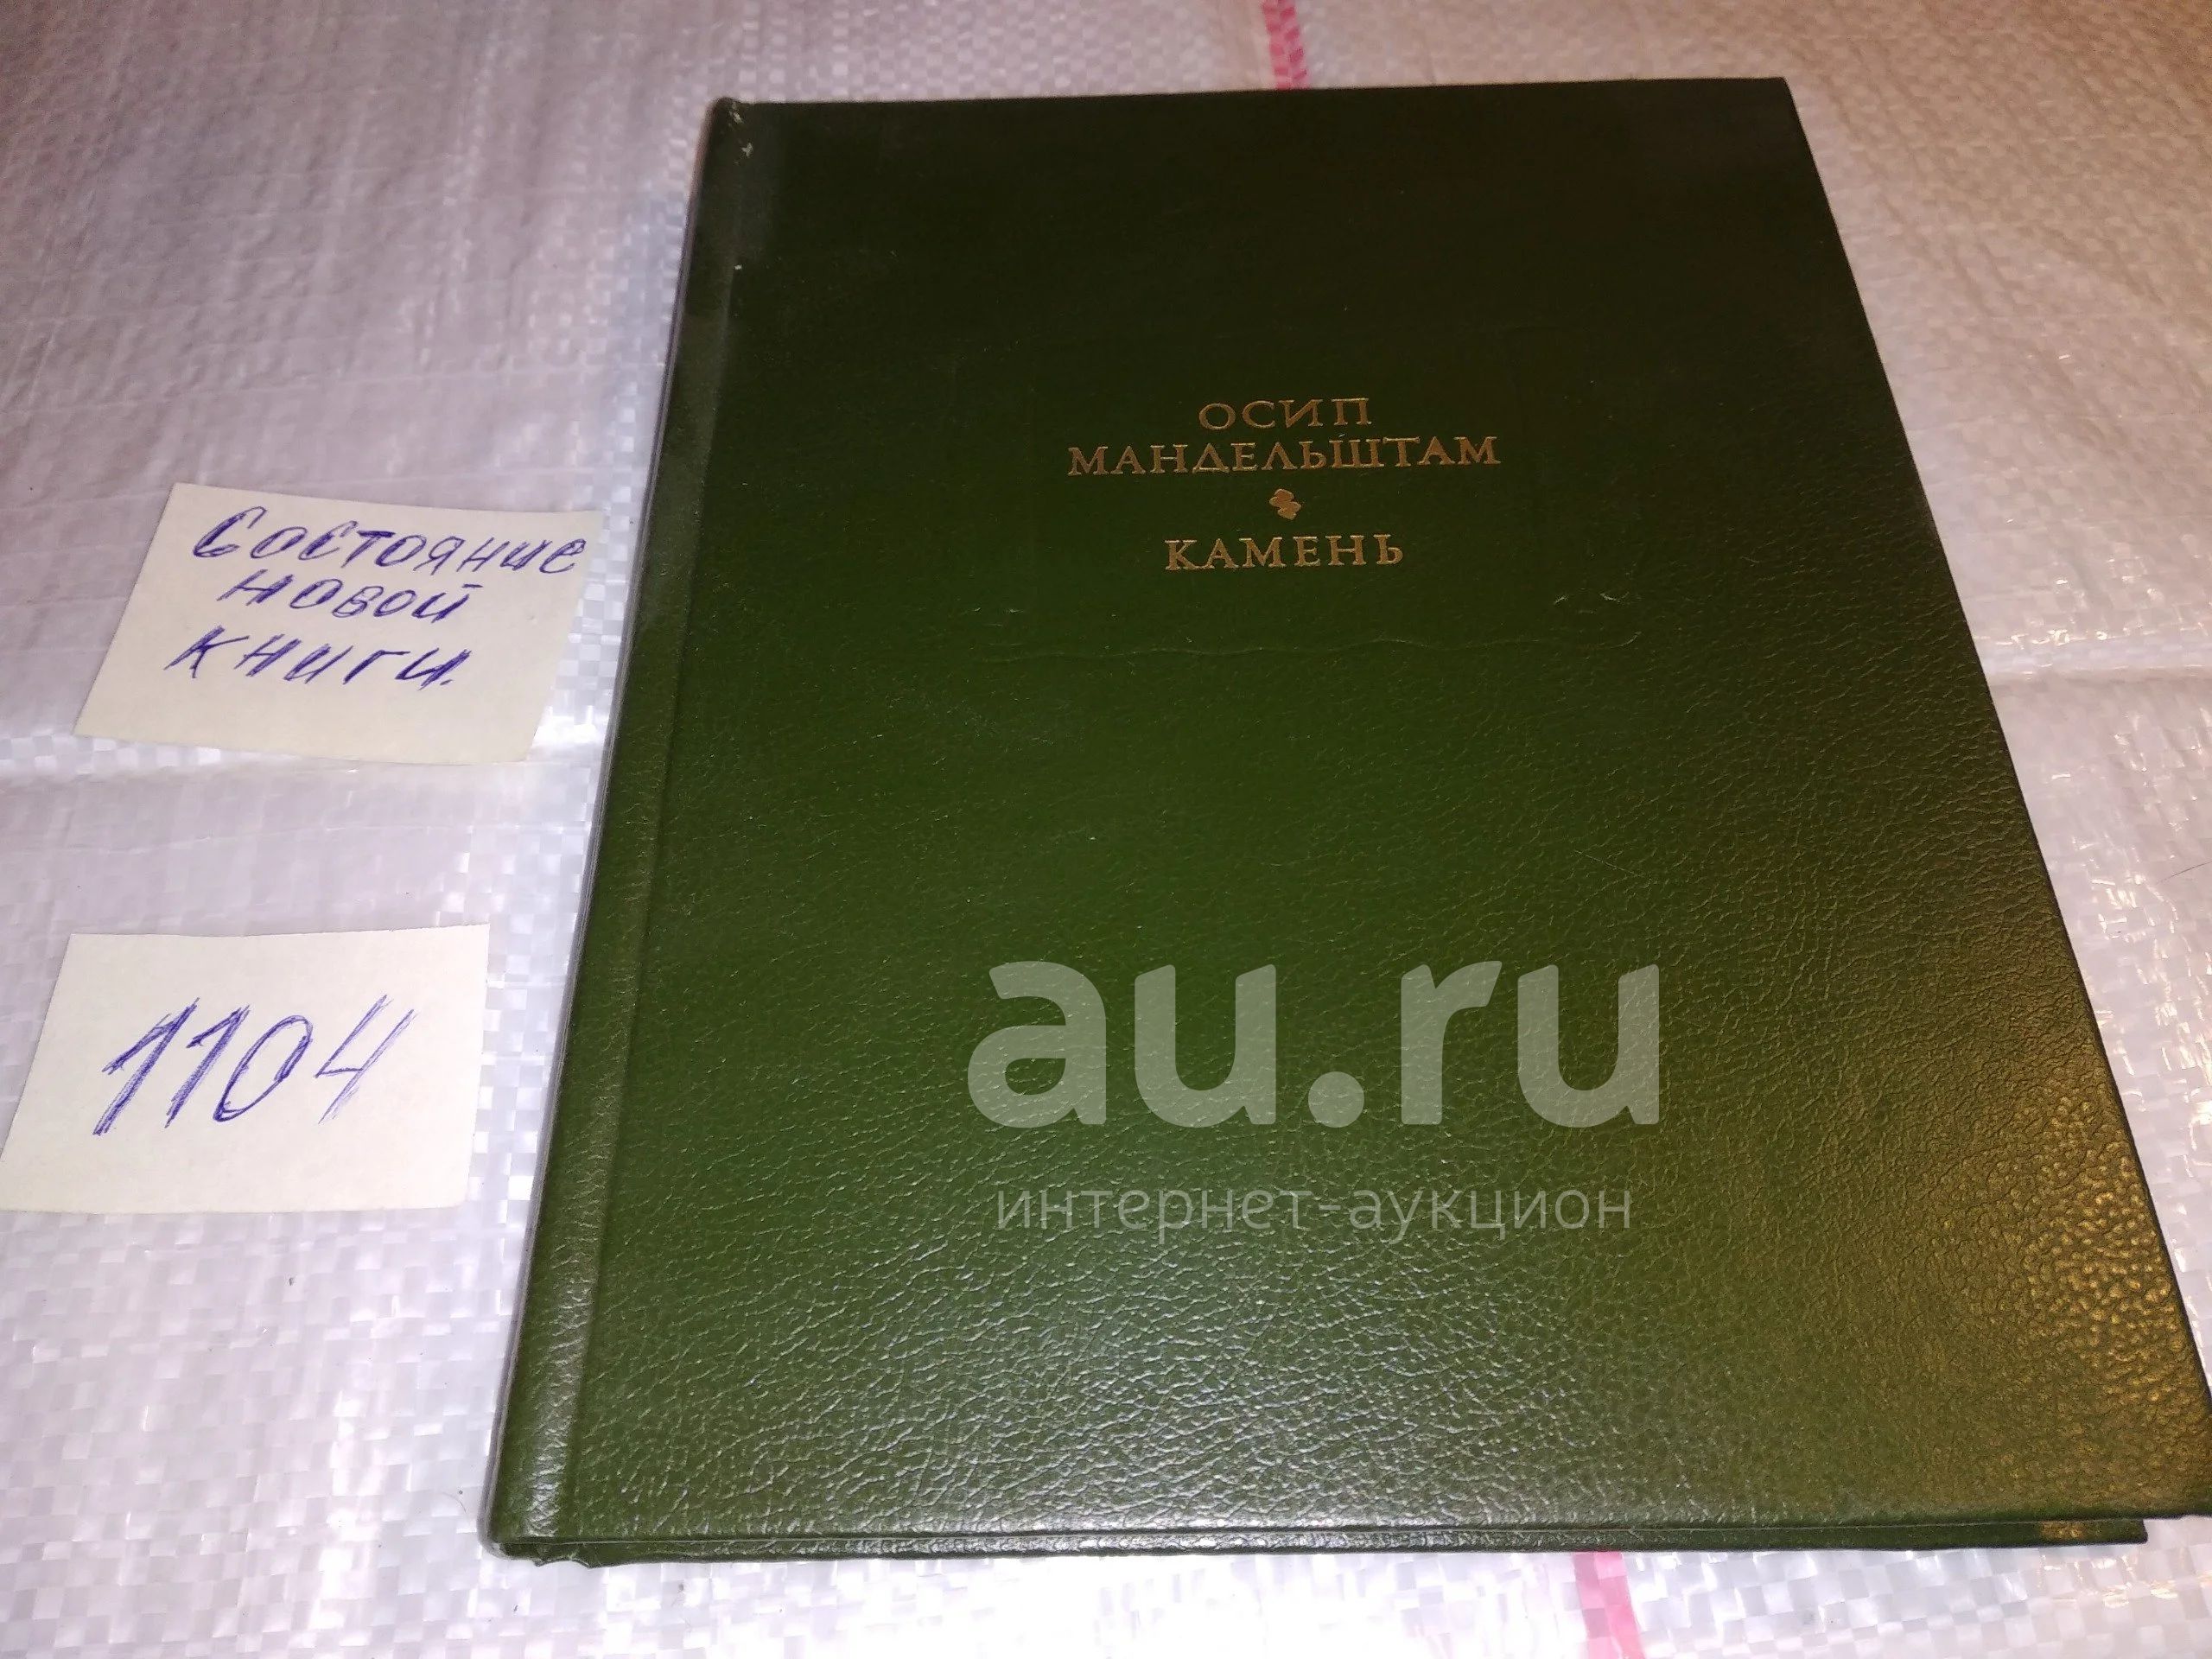 ОСИП
МАНДЕЛЬШТАМ
КАМЕНЬ
Состояние
новой
книги.
1104
au.ru
интернет-аукцион